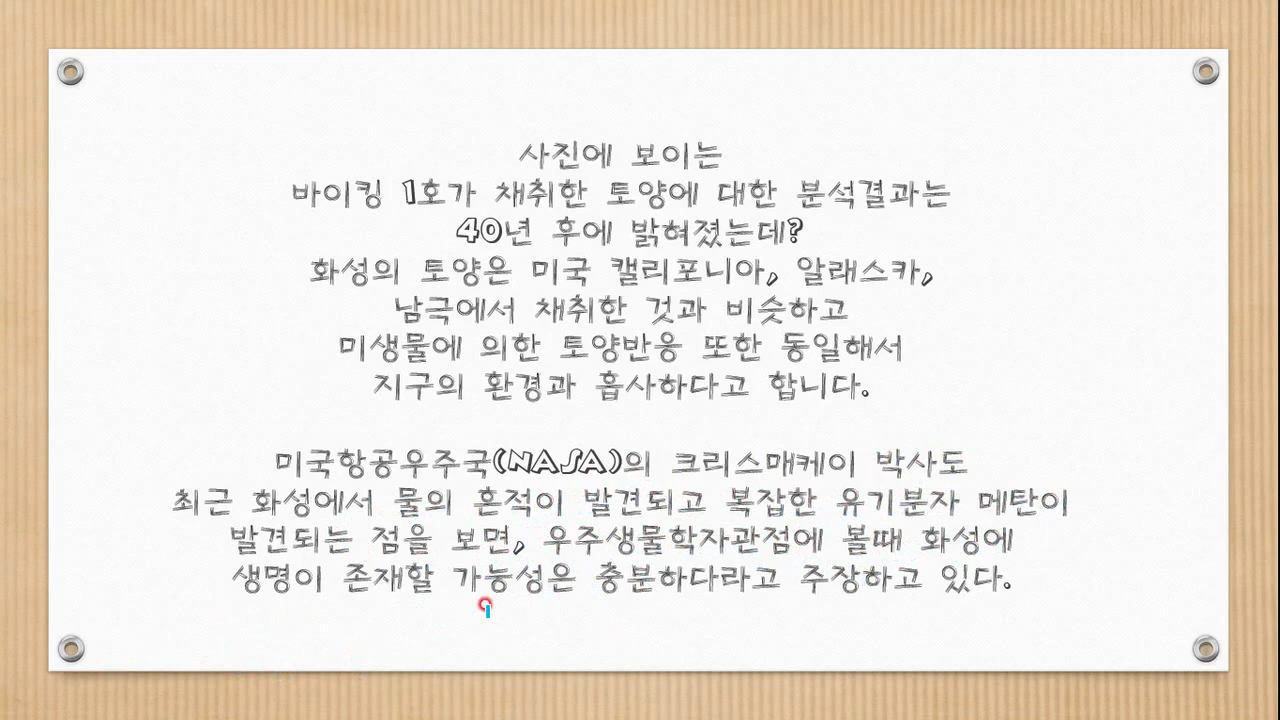 사진에 보이는
바이킹 1호가 채취한 토양에 대한 분석결과는
40년 후에 밝혀졌는데?
화성의 토양은 미국 캘리포니아, 알래스카,
남극에서 채취한 것과 비슷하고
미생물에 의한 토양반응 또한 동일해서
지구의 환경과 흡사하다고 합니다.
미국항공우주국(NASA)의 크리스매케이 박사도
최근 화성에서 물의 흔적이 발견되고 복잡한 유기분자 메탄이
발견되는 점을 보면, 우주생물학자관점에 볼때 화성에
생명이 존재할 가능성은 충분하다라고 주장하고 있다.